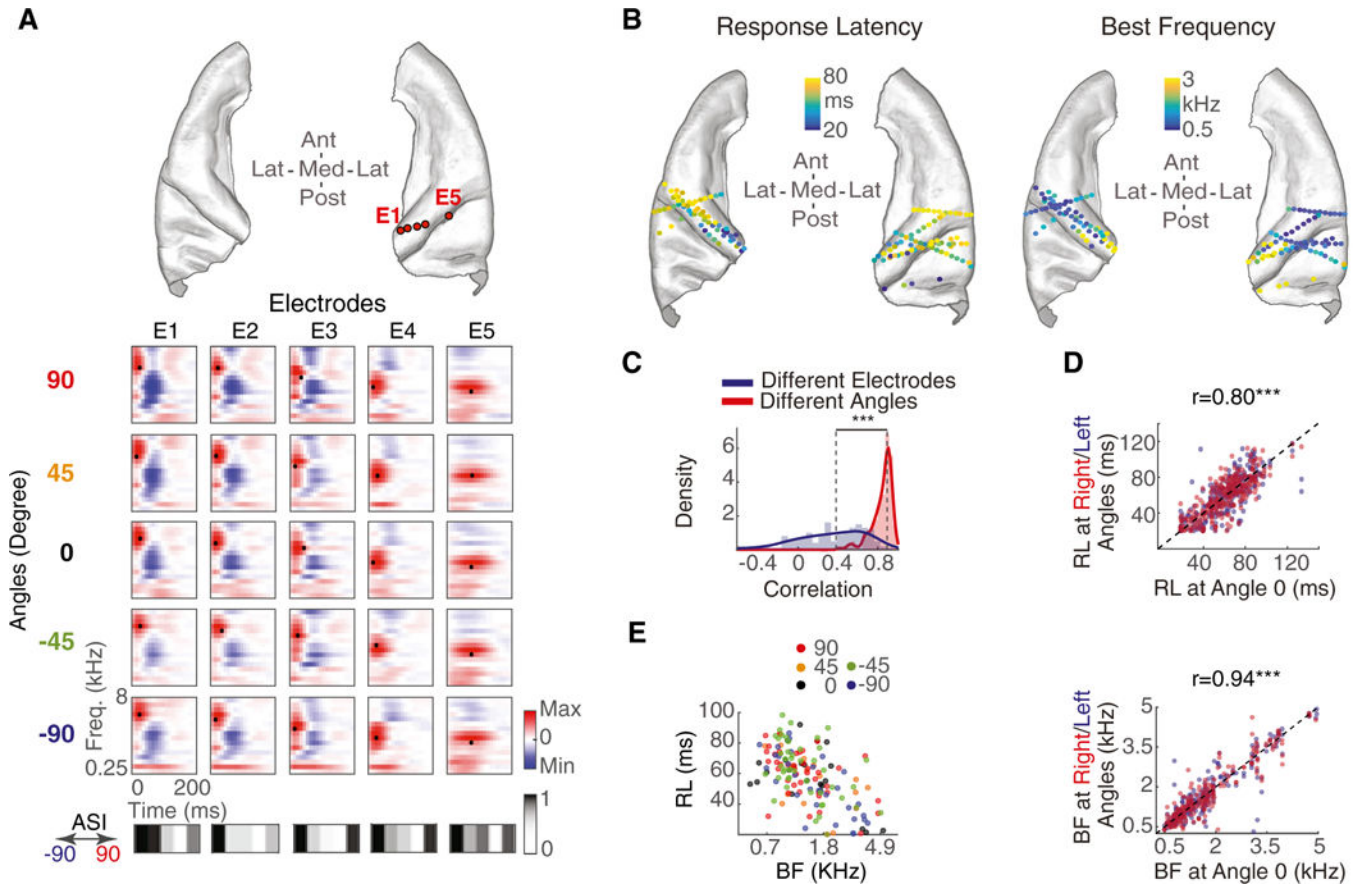 A
Ant
Lat - Med - Lat
Post
E1
E5
Electrodes
E1 E2 E3 E4 E5
Angles (Degree)
90
45
0
-45
-90
Freq. (kHz)
8
0.25
0 200
Time (ms)
Max
0
Min
ASI
-90 90
1
0
B
Response Latency
80
ms
20
Ant
Lat - Med - Lat
Post
Best Frequency
3
kHz
0.5
Ant
Lat - Med - Lat
Post
C
Different Electrodes
Different Angles
***
Density
6
4
2
-0.4 0 0.4 0.8
Correlation
D
r=0.80***
RL at Right/Left
Angles (ms)
120
80
40
40 80 120
RL at Angle 0 (ms)
r=0.94***
BF at Right/Left
Angles (kHz)
5
3.5
2
0.5
0.5 2 3.5 5
BF at Angle 0 (kHz)
E
90
45 -45
0 -90
RL (ms)
100
80
60
40
0.7 1.8 4.9
BF (KHz)